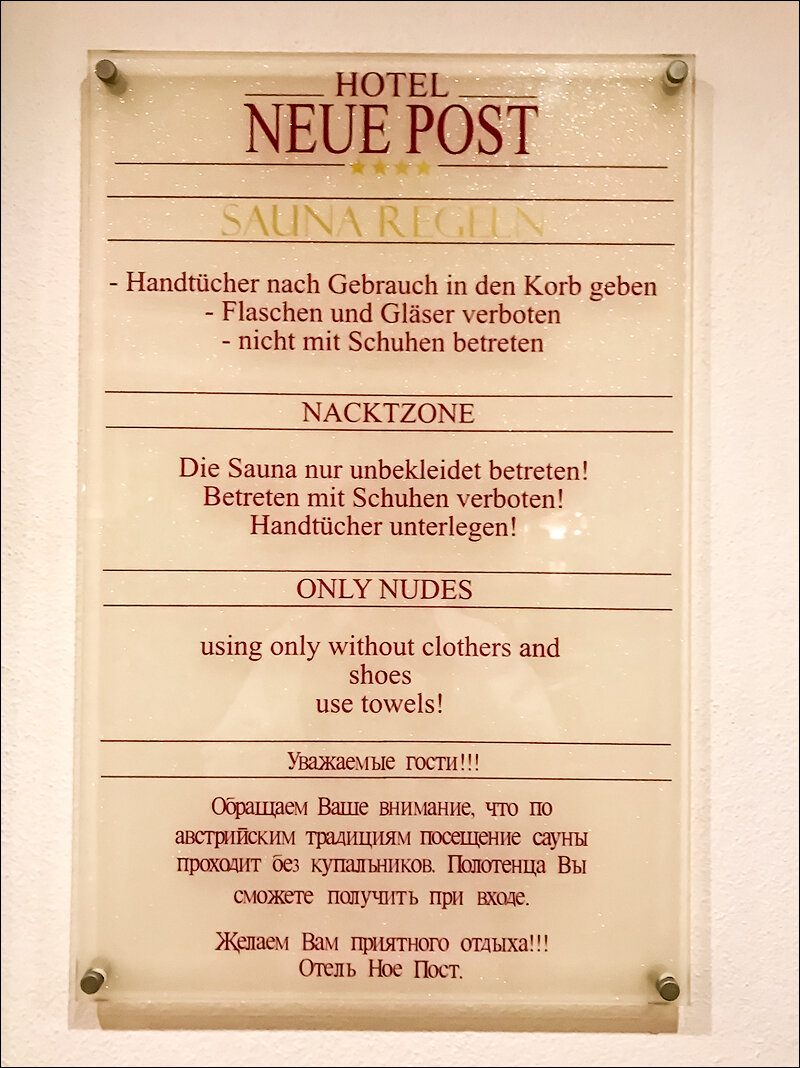 HOTEL
NEUE POST
SAUNA REGELN
- Handtücher nach Gebrauch in den Korb geben
- Flaschen und Gläser verboten
- nicht mit Schuhen betreten
NACKTZONE
Die Sauna nur unbekleidet betreten!
Betreten mit Schuhen verboten!
Handtücher unterlegen!
ONLY NUDES
using only without clothers and
shoes
use towels!
Уважаемые гости!!!
Обращаем Ваше внимание, что по
австрийским традициям посещение сауны
проходит без купальников. Полотенца Вы
сможете получить при входе.
Желаем Вам приятного отдыха!!!
Отель Ное Пост.